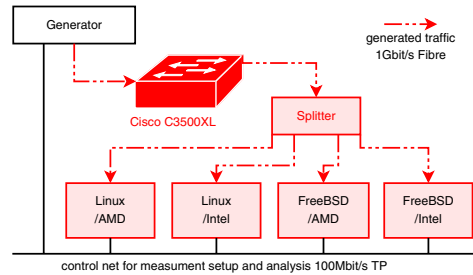 Generator
generated traffic
1Gbit/s Fibre
Cisco C3500XL
Splitter
Linux
/AMD
Linux
/Intel
FreeBSD
/AMD
FreeBSD
/Intel
control net for measument setup and analysis 100Mbit/s TP